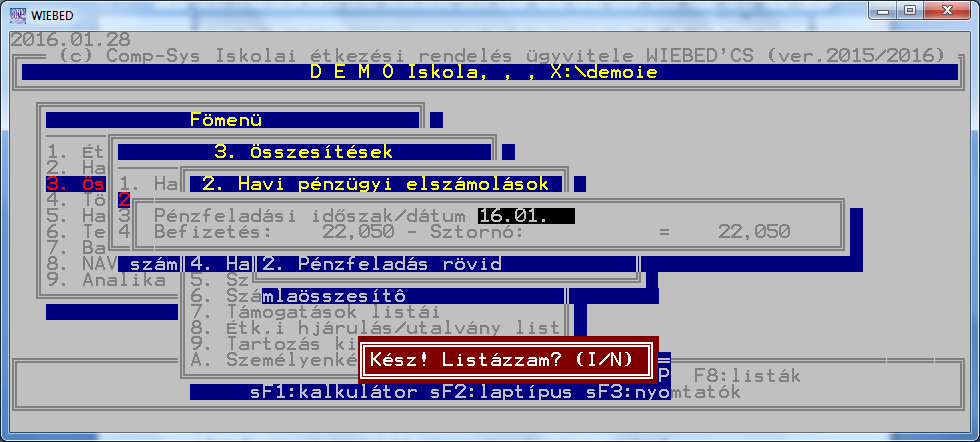 WIEBED
2016.01.28
(c) Comp-Sys Iskolai étkezési rendelés ügyvitele WIEBED'CS (ver.2015/2016)
D E M O Iskola, , , X:\demoie
Fömenü
1. Ét
3. Összesítések
2. Ha
1. Ha
2. Havi pénzügyi elszámolások
3. Ös
4. Tö
2
Pénzfeladási időszak/dátum 16.01.
5. Ha
3
6. Te
4
Befizetés: 22,050 - Sztornó: = 22,050
7. Ba
8. NAV szám
4. Ha
2. Pénzfeladás rövid
9. Analika
5. Sz
6. Számlaösszesítô
7. Támogatások listái
8. Étk.i hjárulás/utalvány list
9. Tartozás ki
A. Személyenké
Kész! Listázzam? (I/N)
P F8:listák
sF1:kalkulátor sF2:laptípus sF3:nyomtatók